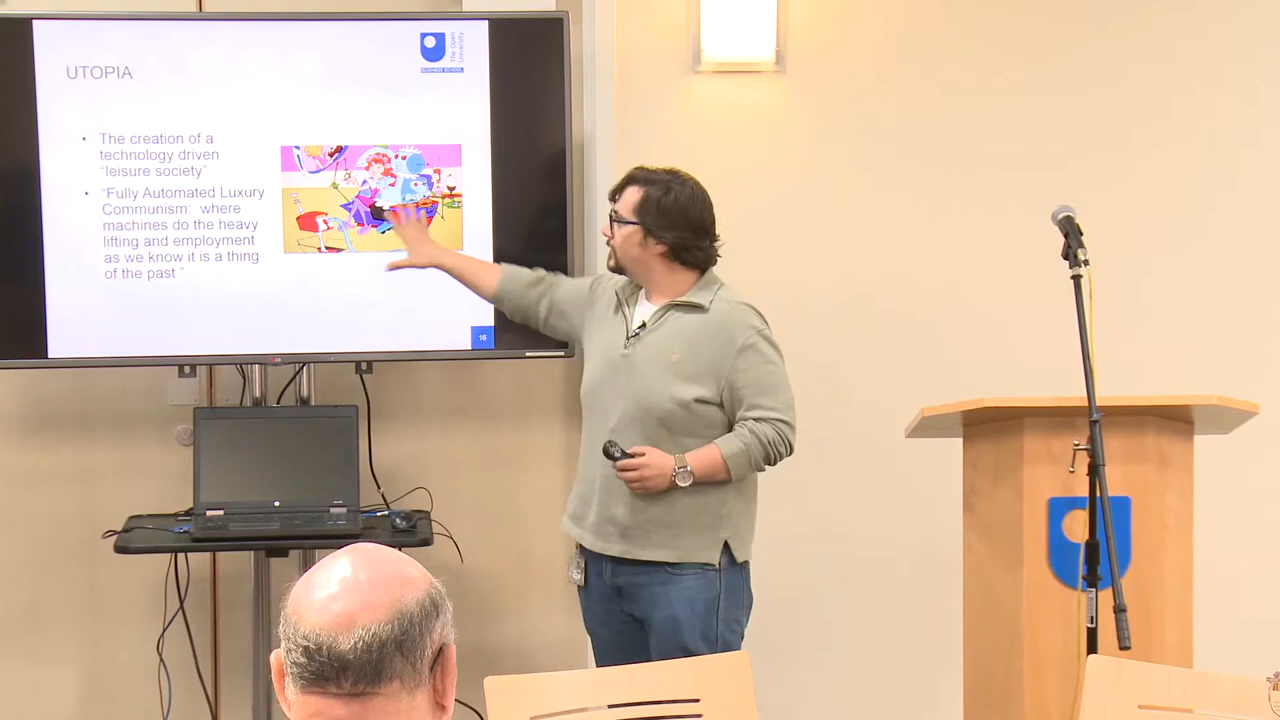 UTOPIA
The Open
University
BUSINESS SCHOOL
• The creation of a
technology driven
"leisure society"
• "Fully Automated Luxury
Communism: where
machines do the heavy
lifting and employment
as we know it is a thing
of the past"
16
LG